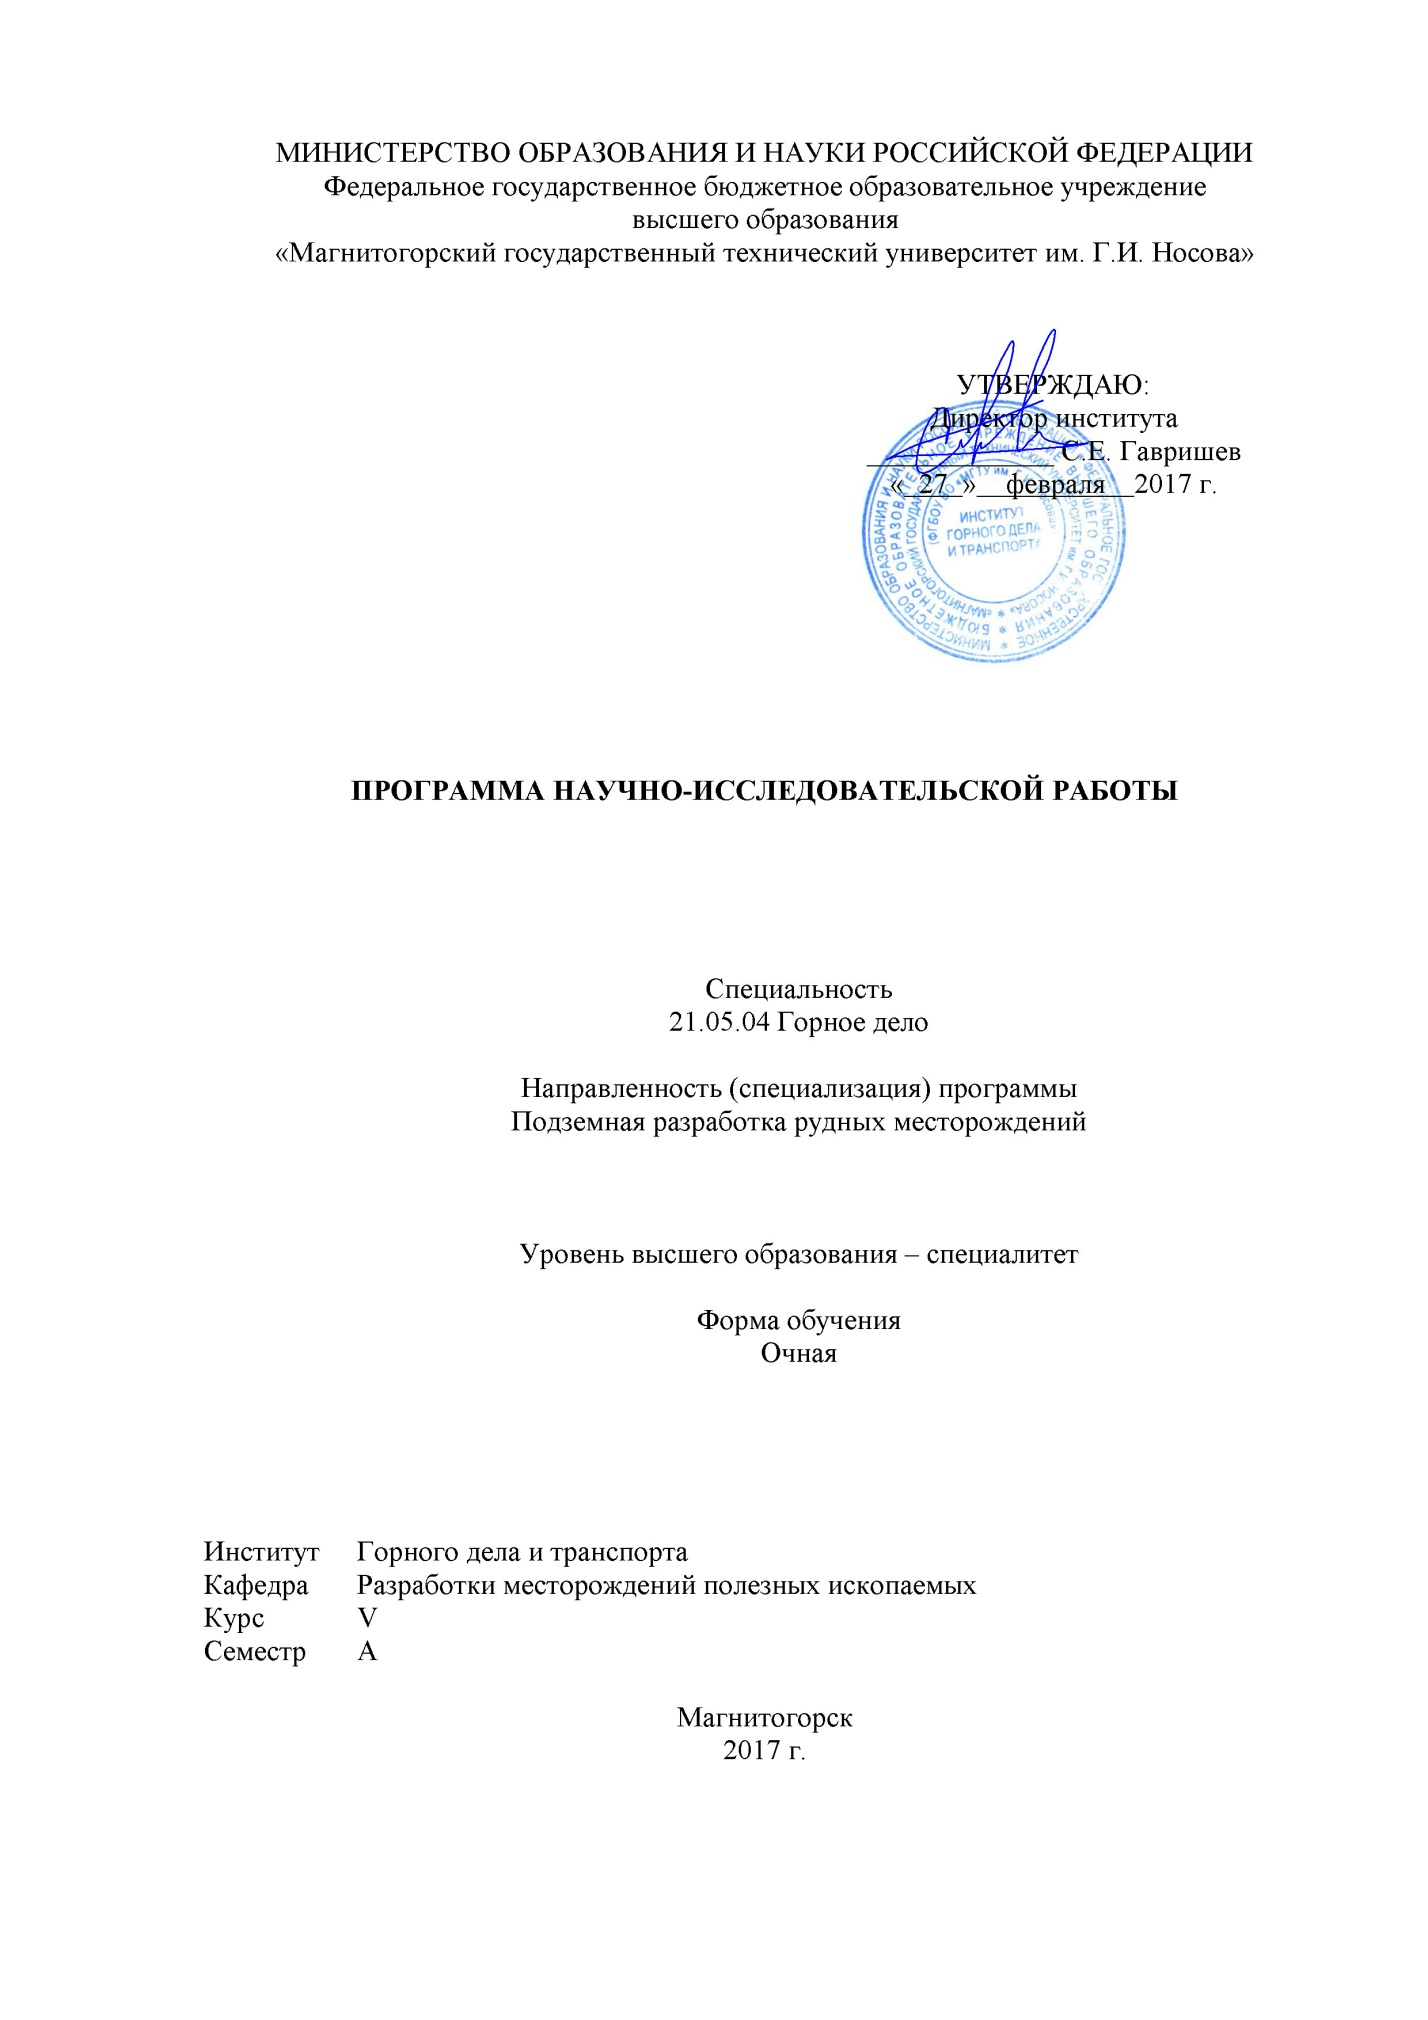 МИНИСТЕРСТВО ОБРАЗОВАНИЯ И НАУКИ РОССИЙСКОЙ ФЕДЕРАЦИИ
Федеральное государственное бюджетное образовательное учреждение
высшего образования
«Магнитогорский государственный технический университет им. Г.И. Носова»
УТВЕРЖДАЮ:
Директор института
_____________ С.Е. Гавришев
«_27_»__февраля__2017 г.
ИНСТИТУТ
ГОРНОГО ДЕЛА
И ТРАНСПОРТА
ПРОГРАММА НАУЧНО-ИССЛЕДОВАТЕЛЬСКОЙ РАБОТЫ
Специальность
21.05.04 Горное дело
Направленность (специализация) программы
Подземная разработка рудных месторождений
Уровень высшего образования – специалитет
Форма обучения
Очная
Институт Горного дела и транспорта
Кафедра Разработки месторождений полезных ископаемых
Курс V
Семестр А
Магнитогорск
2017 г.